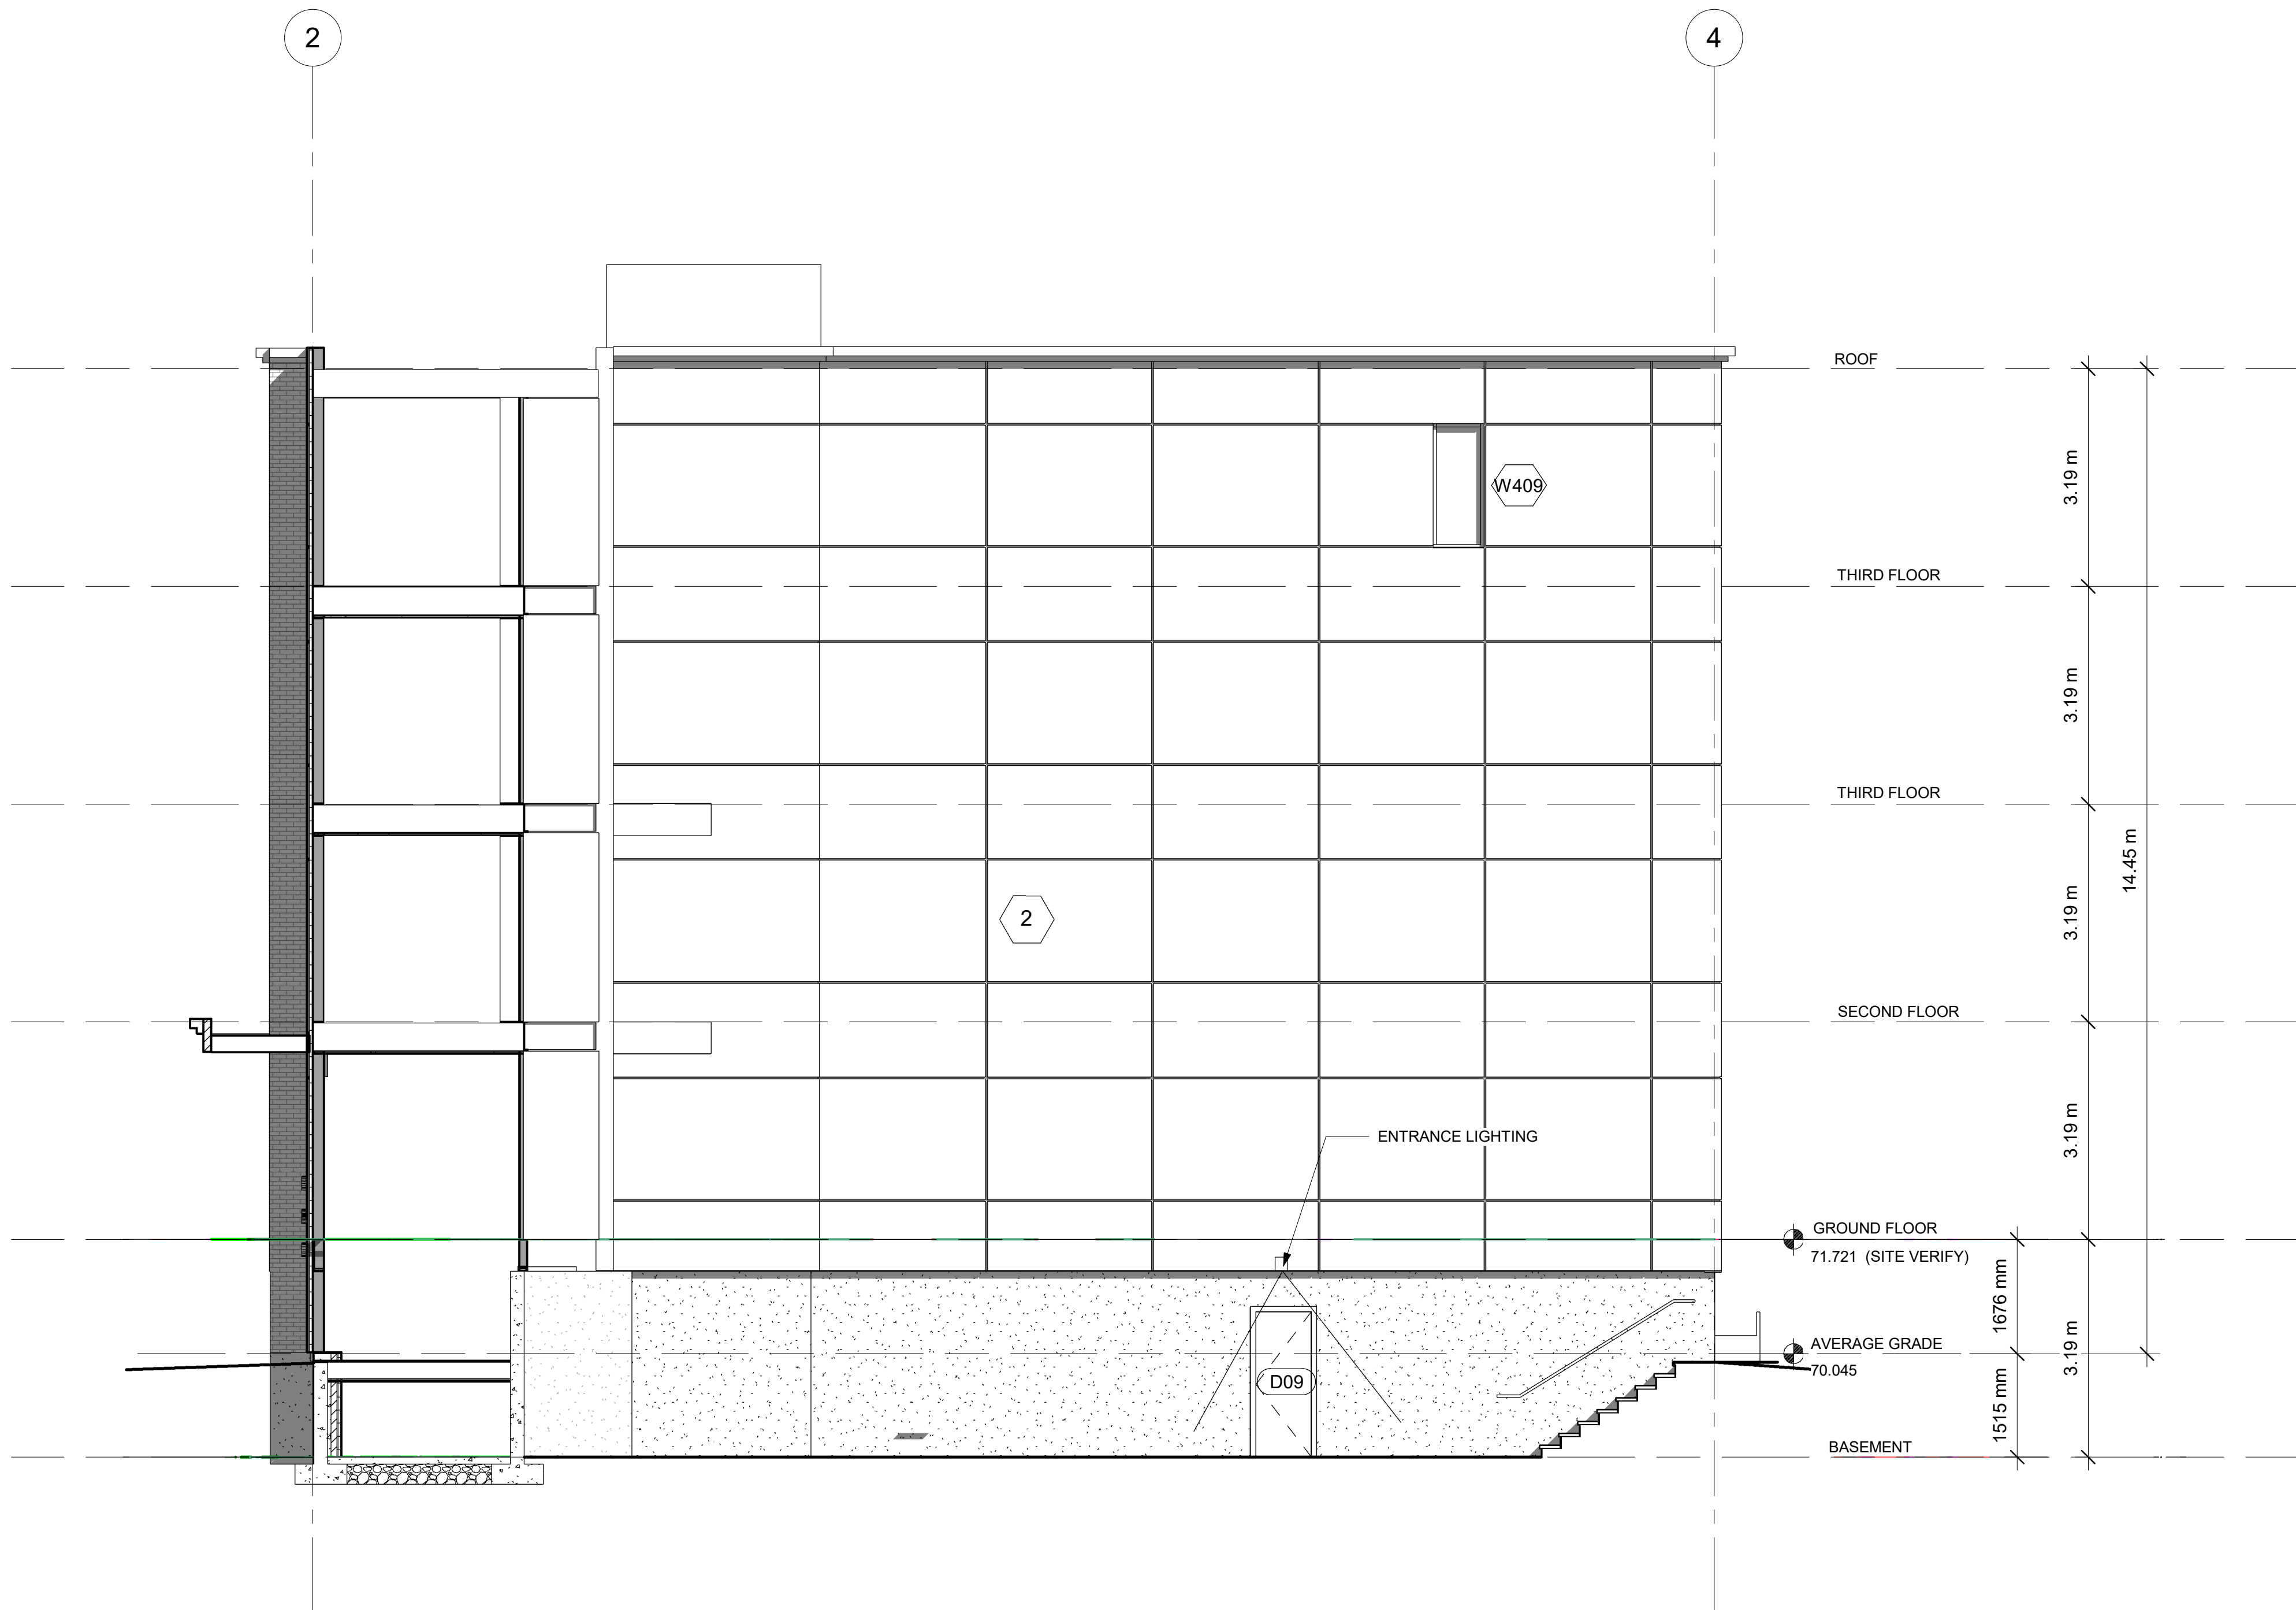 2
4
ROOF
3.19 m
W409
THIRD FLOOR
3.19 m
THIRD FLOOR
14.45 m
3.19 m
2
SECOND FLOOR
3.19 m
ENTRANCE LIGHTING
GROUND FLOOR
71.721 (SITE VERIFY)
1676 mm
3.19 m
AVERAGE GRADE
70.045
D09
1515 mm
BASEMENT